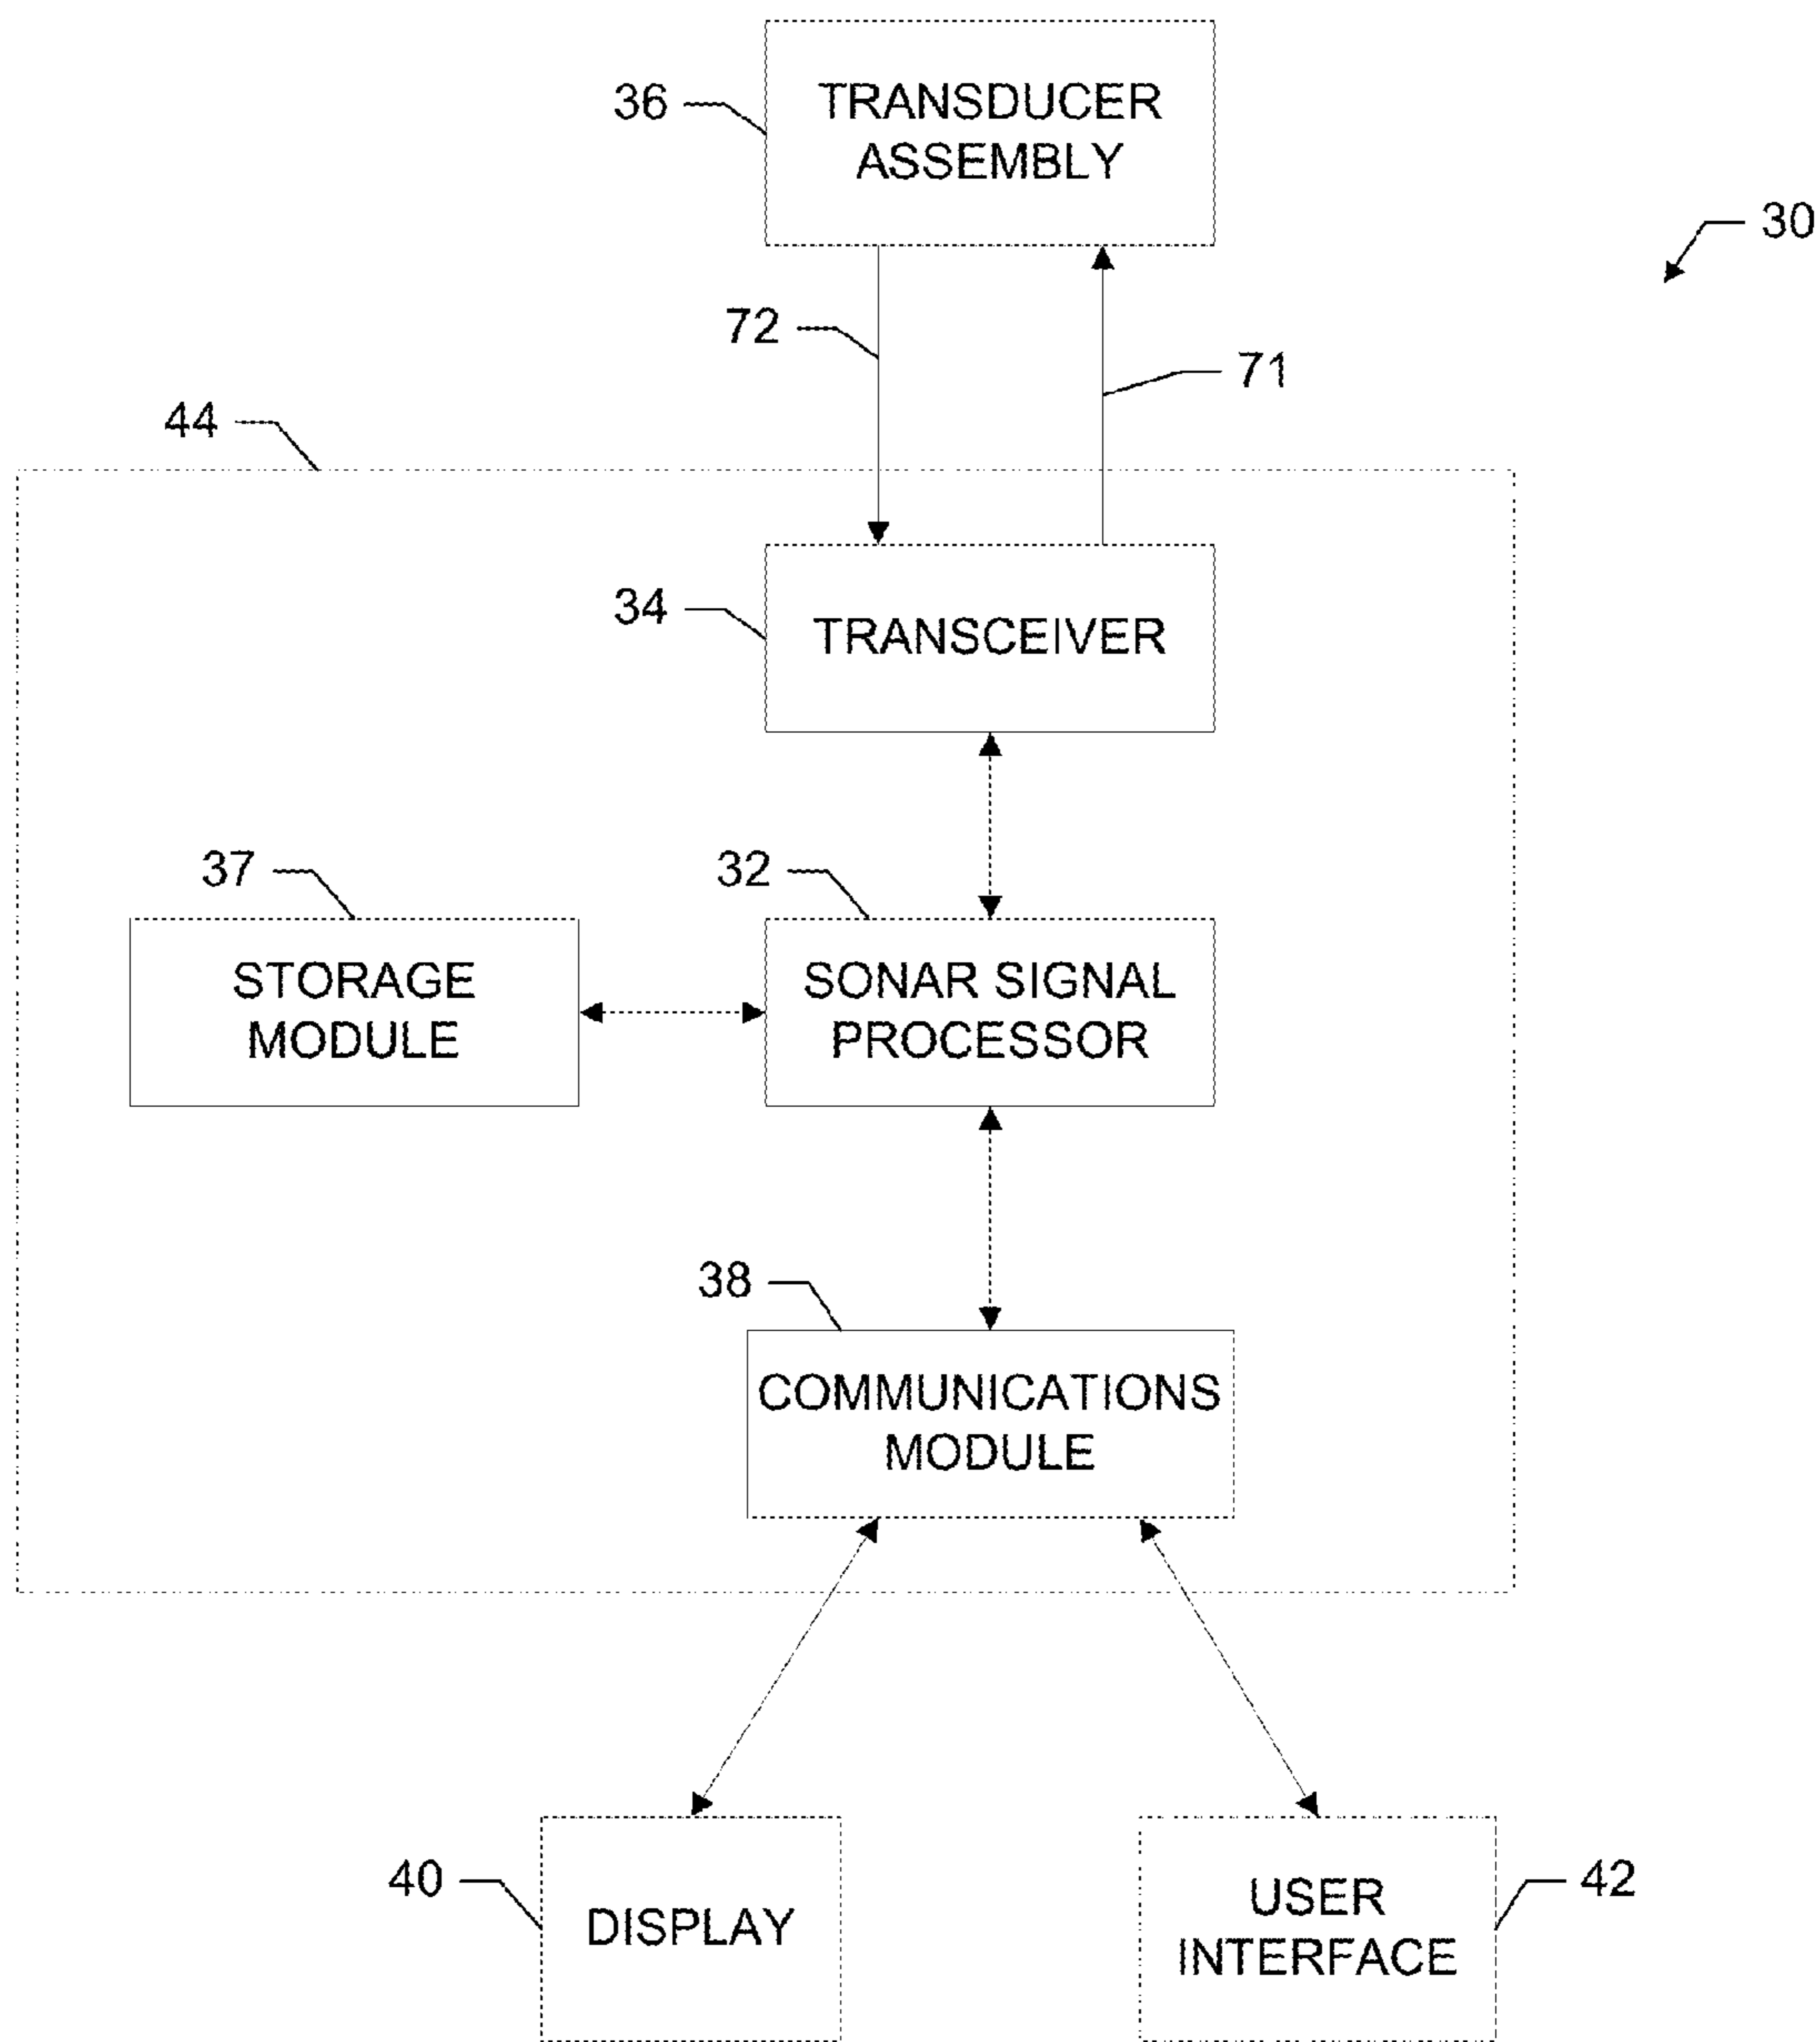 36
TRANSDUCER
ASSEMBLY
30
72
71
44
34
TRANSCEIVER
37
32
STORAGE
MODULE
SONAR SIGNAL
PROCESSOR
38
COMMUNICATIONS
MODULE
40
DISPLAY
USER
INTERFACE
42